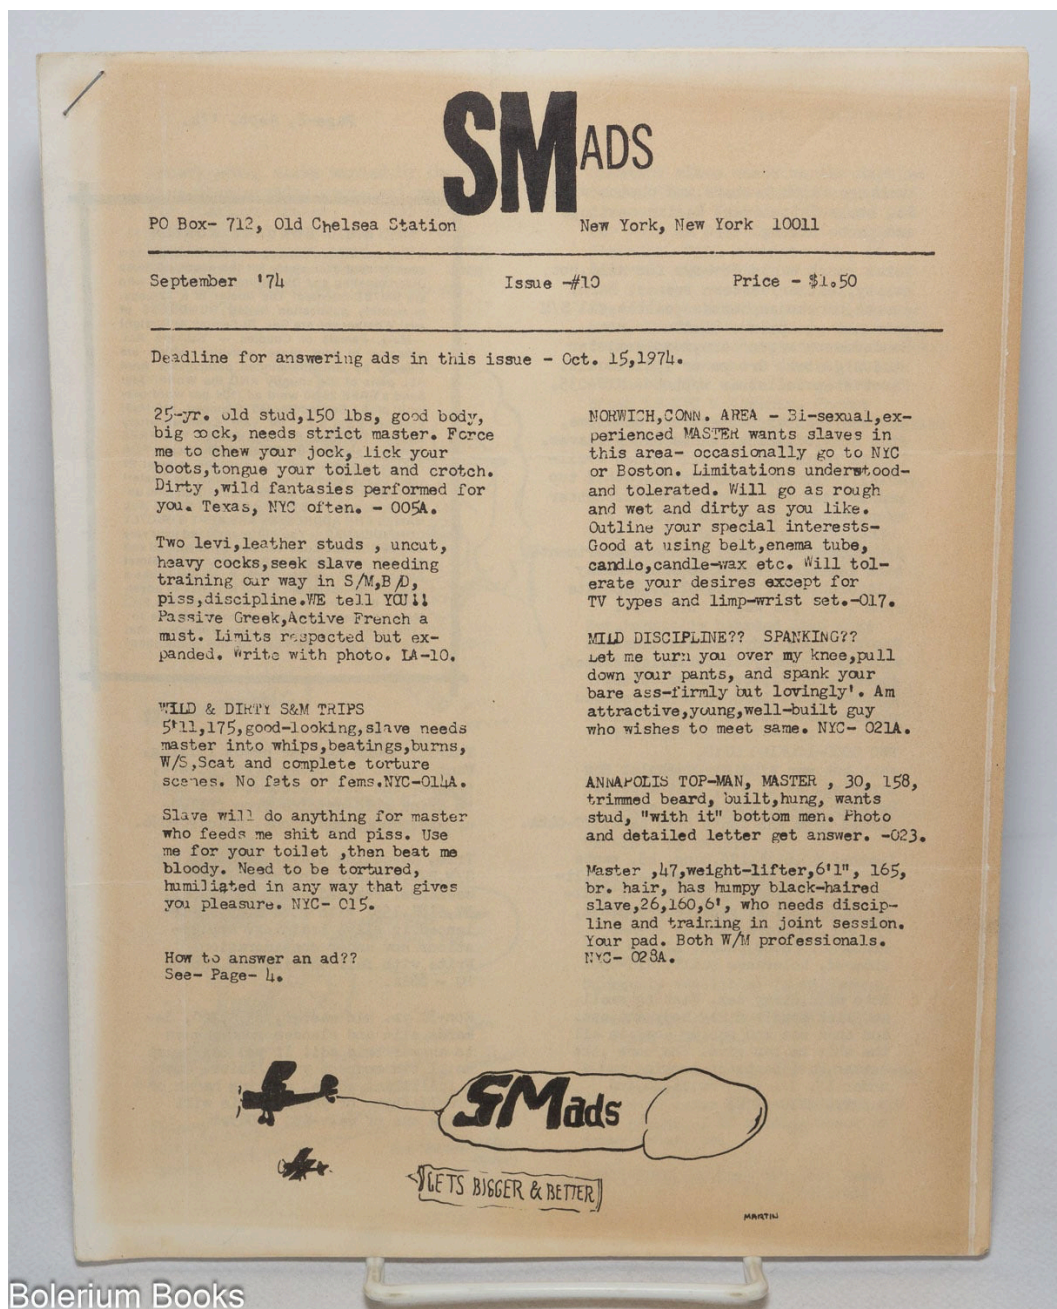 SM ADS
PO Box- 712, Old Chelsea Station New York, New York 10011
September '74 Issue -#10 Price - $1.50
Deadline for answering ads in this issue - Oct. 15,1974.
25-yr. old stud,150 lbs, good body,
big cock, needs strict master. Force
me to chew your jock, lick your
boots,tongue your toilet and crotch.
Dirty ,wild fantasies performed for
you. Texas, NYC often. - 005A.
Two levi,leather studs , uncut,
heavy cocks,seek slave needing
training our way in S/M,B/D,
piss,discipline.WE tell YOU!!
Passive Greek,Active French a
must. Limits respected but ex-
panded. Write with photo. LA-10.
WILD & DIRTY S&M TRIPS
5'11,175,good-looking,slave needs
master into whips,beatings,burns,
W/S,Scat and complete torture
scenes. No fats or fems.NYC-014A.
Slave will do anything for master
who feeds me shit and piss. Use
me for your toilet ,then beat me
bloody. Need to be tortured,
humiliated in any way that gives
you pleasure. NYC- 015.
How to answer an ad??
See- Page- 4.
NORWICH,CONN. AREA - Bi-sexual,ex-
perienced MASTER wants slaves in
this area- occasionally go to NYC
or Boston. Limitations understood-
and tolerated. Will go as rough
and wet and dirty as you like.
Outline your special interests-
Good at using belt,enema tube,
candle,candle-wax etc. Will tol-
erate your desires except for
TV types and limp-wrist set.-017.
MILD DISCIPLINE?? SPANKING??
Let me turn you over my knee,pull
down your pants, and spank your
bare ass-firmly but lovingly'. Am
attractive,young,well-built guy
who wishes to meet same. NYC- 021A.
ANNAPOLIS TOP-MAN, MASTER , 30, 158,
trimmed beard, built,hung, wants
stud, "with it" bottom men. Photo
and detailed letter get answer. -023.
Master ,47,weight-lifter,6'1", 165,
br. hair, has humpy black-haired
slave,26,160,6', who needs discip-
line and training in joint session.
Your pad. Both W/M professionals.
NYC- 028A.
SMads
GETS BIGGER & BETTER
MARTIN
Bolerium Books